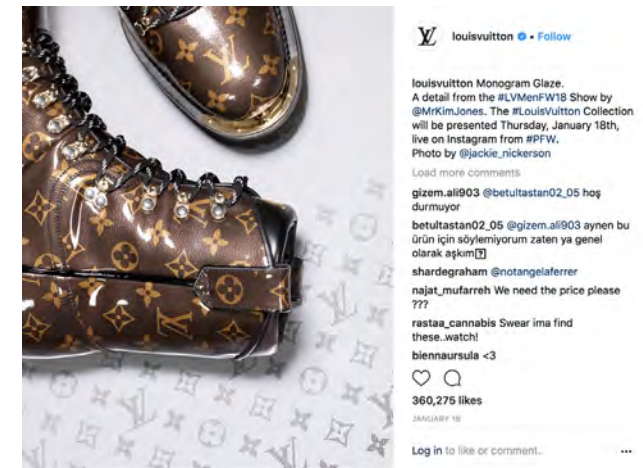 louisvuitton • Follow
louisvuitton Monogram Glaze.
A detail from the #LVMenFW18 Show by
@MrKimJones. The #LouisVuitton Collection
will be presented Thursday, January 18th,
live on Instagram from #PFW.
Photo by @jackie_nickerson
Load more comments
gizem.ali903 @betultastan02_05 hoş
durmuyor
betultastan02_05 @gizem.ali903 aynen bu
ürün için söylemiyorum zaten ya genel
olarak aşkım
shardegraham @notangelaferrer
najat_mufarreh We need the price please
???
rastaa_cannabis Swear ima find
these..watch!
biennaursula <3
360,275 likes
JANUARY 18
Log in to like or comment...